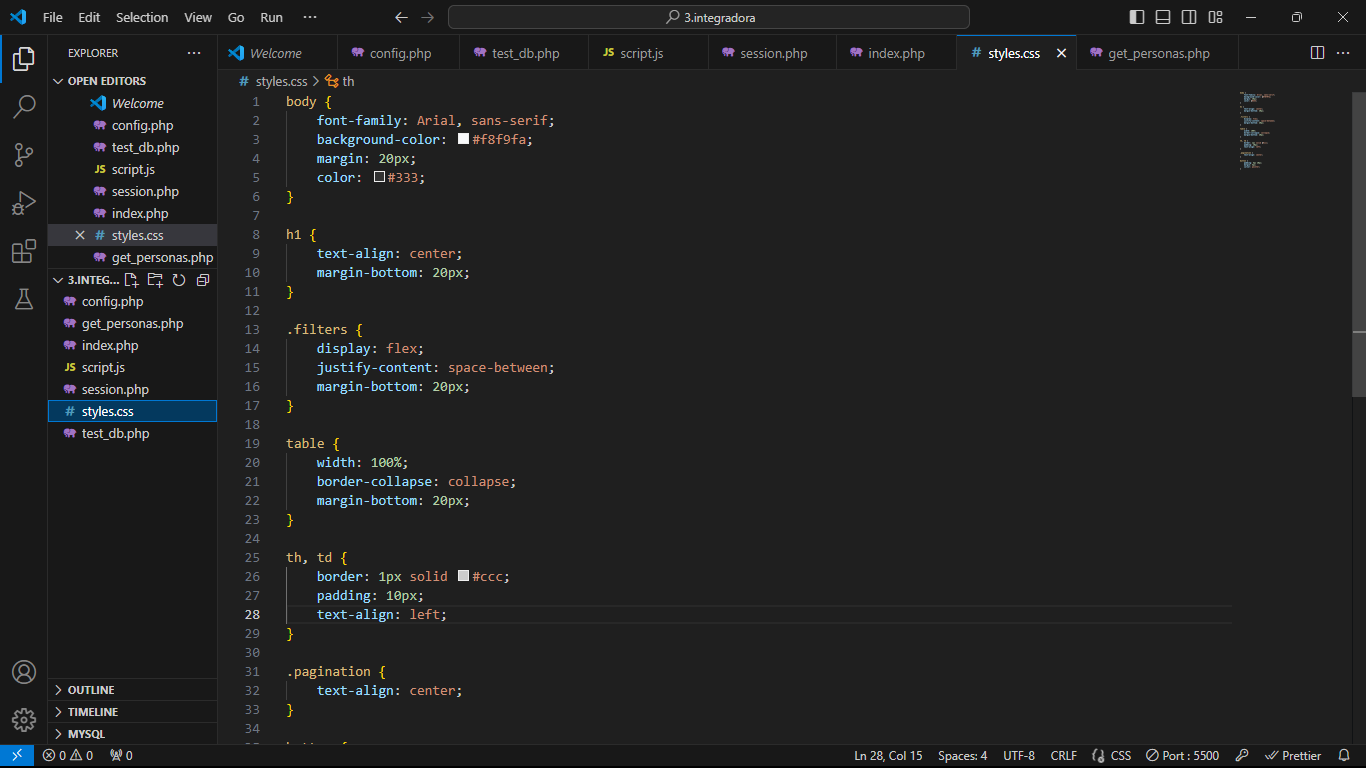 File Edit Selection View Go Run ··· 3.integradora
EXPLORER ···
OPEN EDITORS
Welcome
config.php
test_db.php
JS script.js
session.php
index.php
# styles.css
get_personas.php
3.INTEG...
config.php
get_personas.php
index.php
JS script.js
session.php
# styles.css
test_db.php
OUTLINE
TIMELINE
MYSQL
Welcome config.php test_db.php JS script.js session.php index.php # styles.css get_personas.php ···
# styles.css > th
1 body {
2 font-family: Arial, sans-serif;
3 background-color: #f8f9fa;
4 margin: 20px;
5 color: #333;
6 }
7
8 h1 {
9 text-align: center;
10 margin-bottom: 20px;
11 }
12
13 .filters {
14 display: flex;
15 justify-content: space-between;
16 margin-bottom: 20px;
17 }
18
19 table {
20 width: 100%;
21 border-collapse: collapse;
22 margin-bottom: 20px;
23 }
24
25 th, td {
26 border: 1px solid #ccc;
27 padding: 10px;
28 text-align: left;
29 }
30
31 .pagination {
32 text-align: center;
33 }
34
0 0 0 Ln 28, Col 15 Spaces: 4 UTF-8 CRLF CSS Port : 5500 Prettier